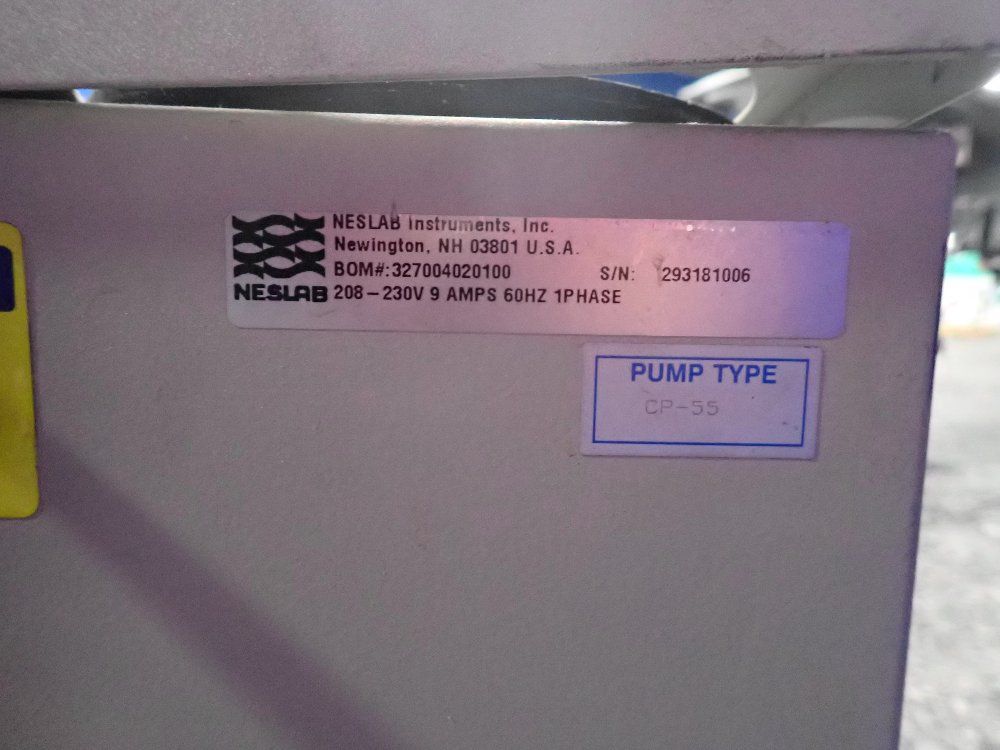 NESLAB Instruments, Inc.
Newington, NH 03801 U.S.A.
BOM#:327004020100 S/N: 293181006
NESLAB 208-230V 9 AMPS 60HZ 1PHASE
PUMP TYPE
CP-55